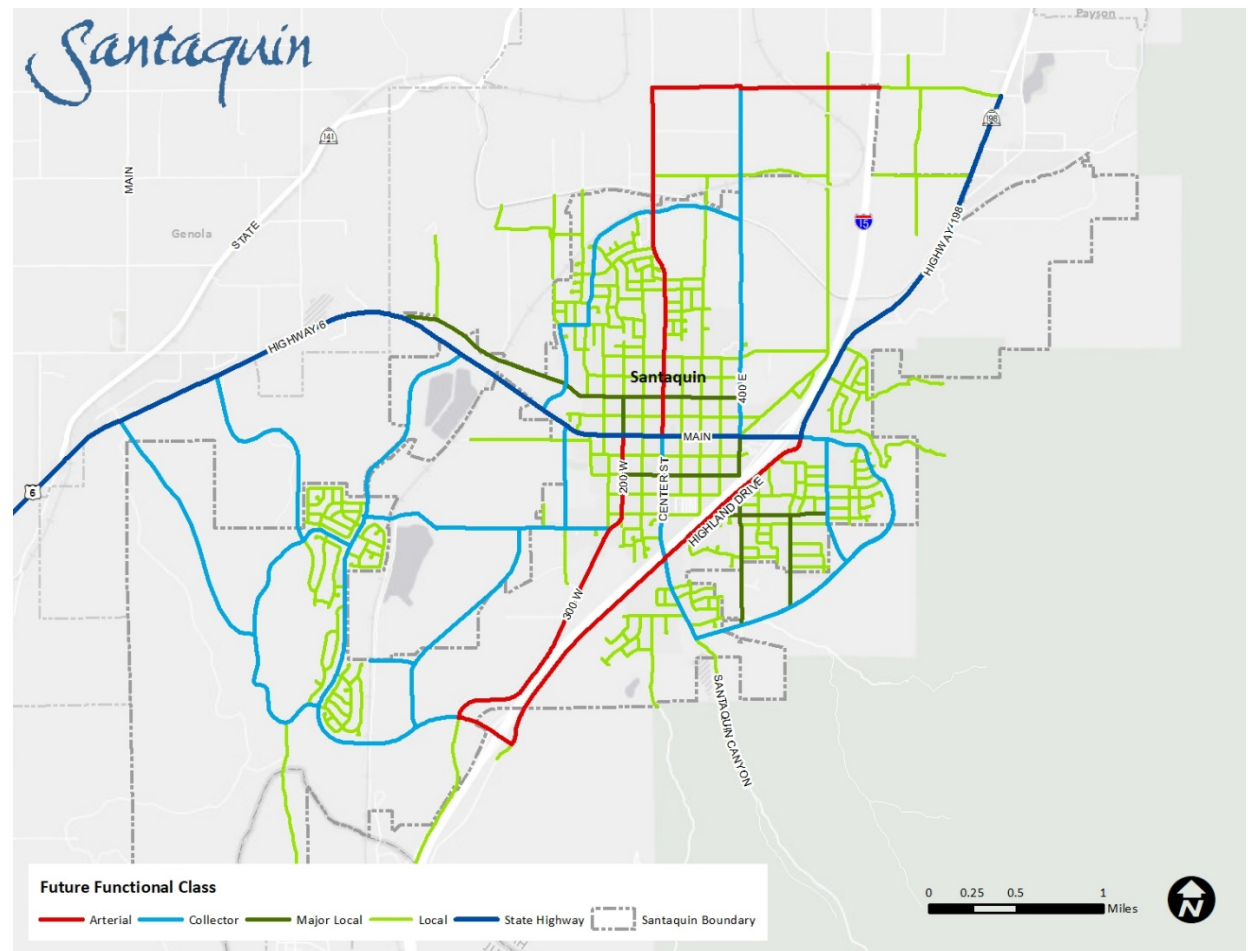 Santaquin
Payson
198
141
MAIN
STATE
Genola
15
HIGHWAY 198
HIGHWAY 6
Santaquin
400 E
MAIN
6
200 W
CENTER ST
HIGHLAND DRIVE
300 W
SANTAQUIN CANYON
Future Functional Class
Arterial Collector Major Local Local State Highway Santaquin Boundary
0 0.25 0.5 1
Miles
N